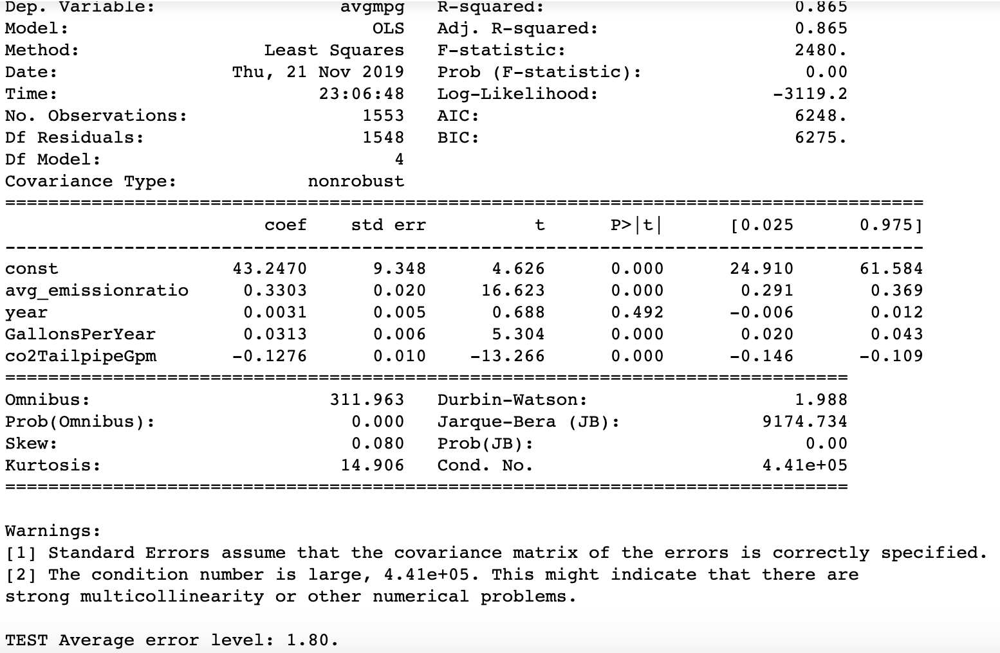 Dep. Variable: avgmpg R-squared: 0.865
Model: OLS Adj. R-squared: 0.865
Method: Least Squares F-statistic: 2480.
Date: Thu, 21 Nov 2019 Prob (F-statistic): 0.00
Time: 23:06:48 Log-Likelihood: -3119.2
No. Observations: 1553 AIC: 6248.
Df Residuals: 1548 BIC: 6275.
Df Model: 4
Covariance Type: nonrobust
=====================================================================================
coef std err t P>|t| [0.025 0.975]
-------------------------------------------------------------------------------------
const 43.2470 9.348 4.626 0.000 24.910 61.584
avg_emissionratio 0.3303 0.020 16.623 0.000 0.291 0.369
year 0.0031 0.005 0.688 0.492 -0.006 0.012
GallonsPerYear 0.0313 0.006 5.304 0.000 0.020 0.043
co2TailpipeGpm -0.1276 0.010 -13.266 0.000 -0.146 -0.109
==============================================================================
Omnibus: 311.963 Durbin-Watson: 1.988
Prob(Omnibus): 0.000 Jarque-Bera (JB): 9174.734
Skew: 0.080 Prob(JB): 0.00
Kurtosis: 14.906 Cond. No. 4.41e+05
==============================================================================
Warnings:
[1] Standard Errors assume that the covariance matrix of the errors is correctly specified.
[2] The condition number is large, 4.41e+05. This might indicate that there are
strong multicollinearity or other numerical problems.
TEST Average error level: 1.80.